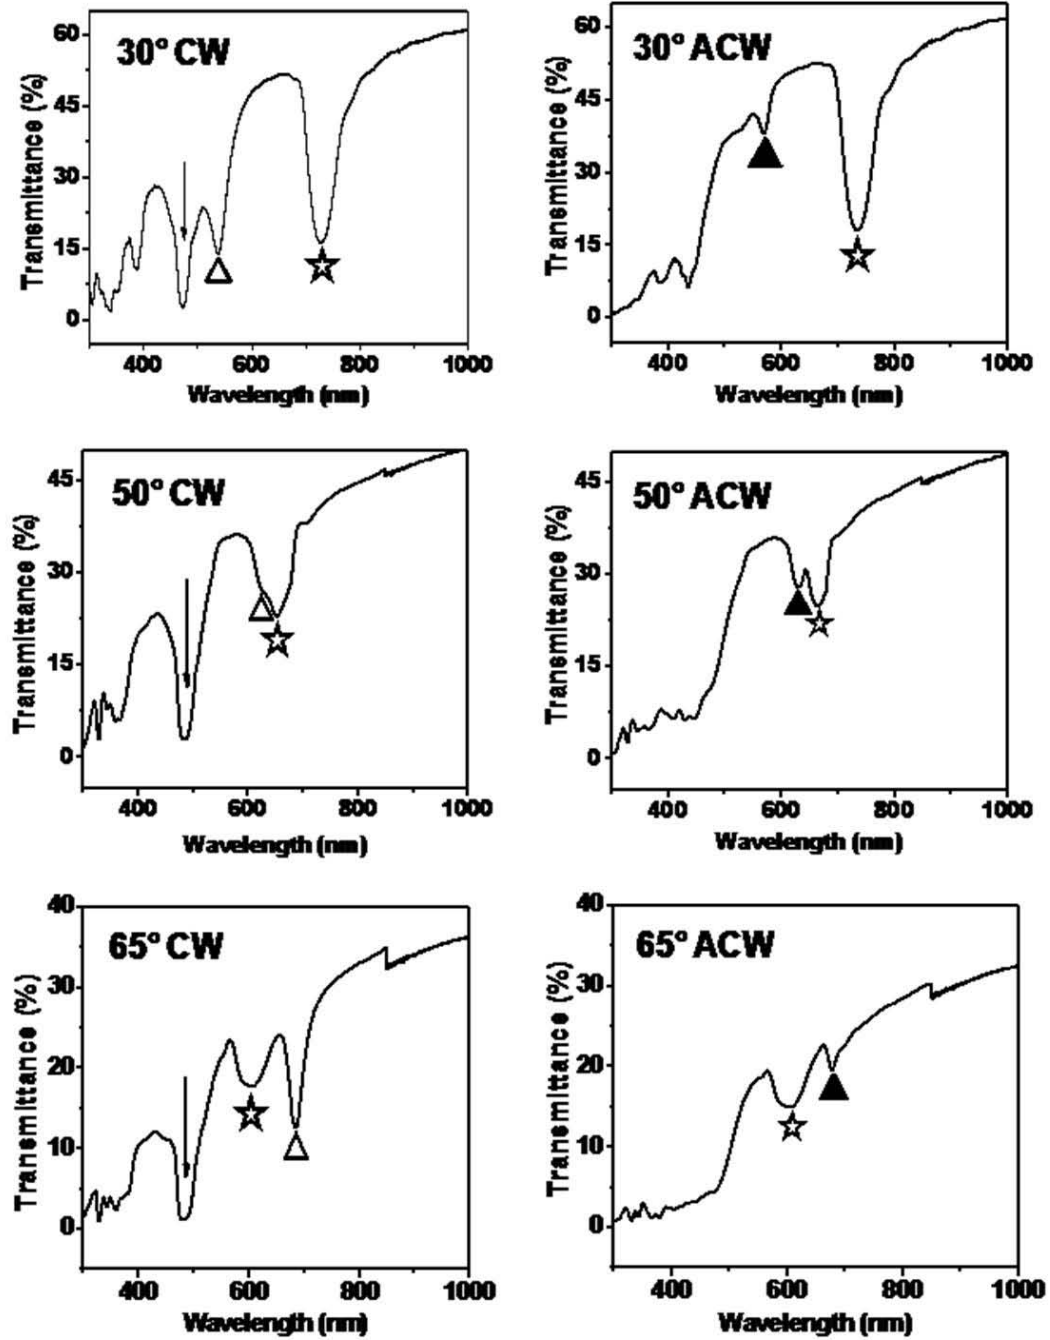 30° CW
Transmittance (%)
60
45
30
15
0
400 600 800 1000
Wavelength (nm)
30° ACW
Transmittance (%)
60
45
30
15
0
400 600 800 1000
Wavelength (nm)
50° CW
Transmittance (%)
45
30
15
0
400 600 800 1000
Wavelength (nm)
50° ACW
Transmittance (%)
45
30
15
0
400 600 800 1000
Wavelength (nm)
65° CW
Transmittance (%)
40
30
20
10
0
400 600 800 1000
Wavelength (nm)
65° ACW
Transmittance (%)
40
30
20
10
0
400 600 800 1000
Wavelength (nm)